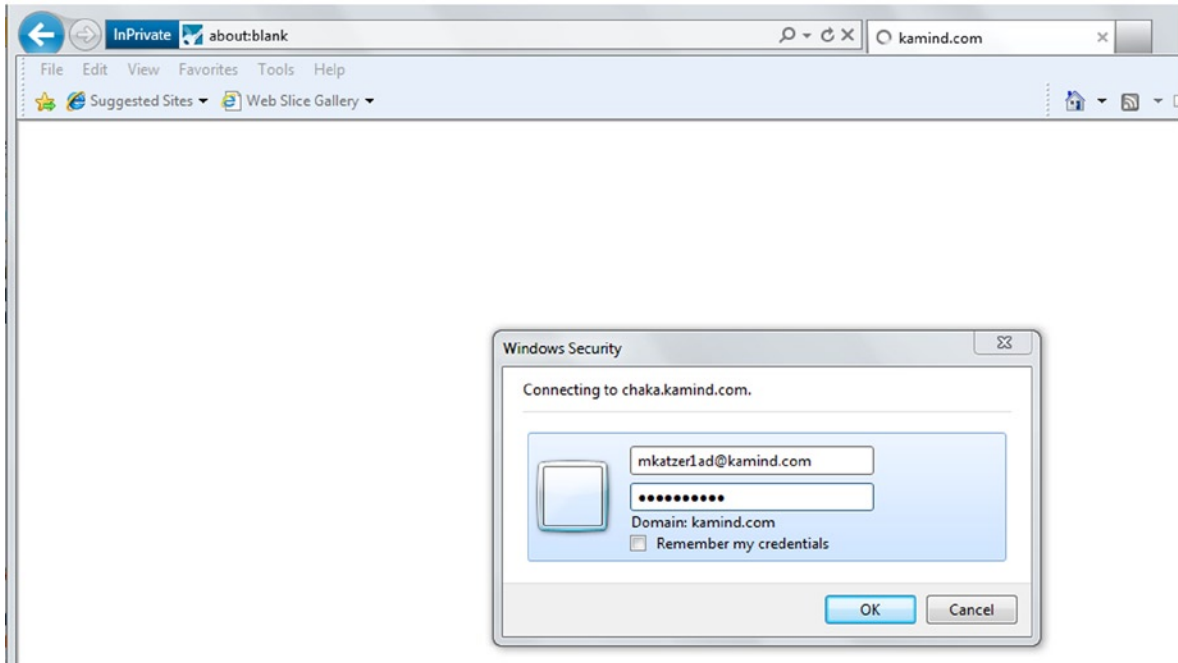 InPrivate about:blank
kamind.com
File Edit View Favorites Tools Help
Suggested Sites Web Slice Gallery
Windows Security
Connecting to chaka.kamind.com.
mkatzer1ad@kamind.com
••••••••••
Domain: kamind.com
Remember my credentials
OK Cancel